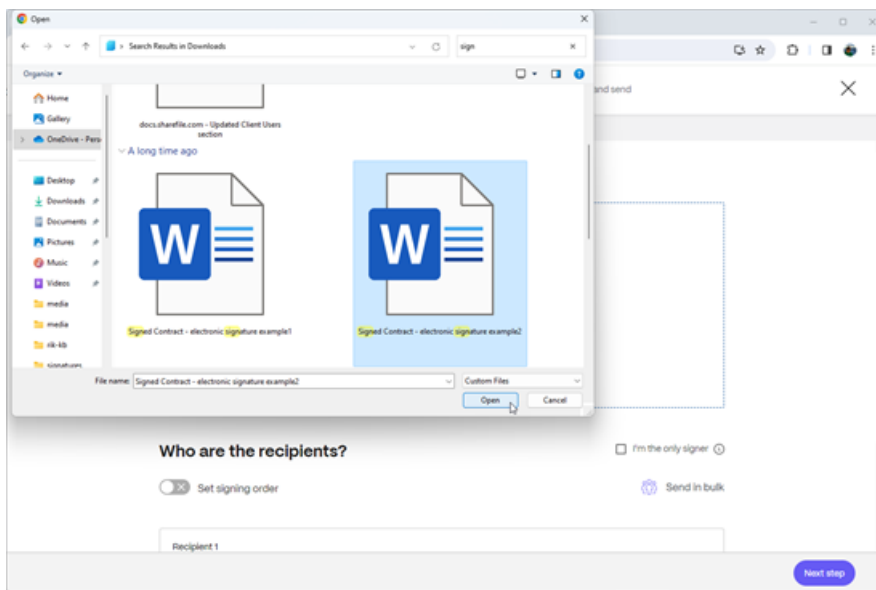 Open
Search Results in Downloads
sign
Organize
and send
Home
Gallery
OneDrive - Pers
Desktop
Downloads
Documents
Pictures
Music
Videos
media
media
rik-kb
signatures
docs.sharefile.com - Updated Client Users
section
A long time ago
W
W
Signed Contract - electronic signature example1
Signed Contract - electronic signature example2
File name: Signed Contract - electronic signature example2
Custom Files
Open
Cancel
Who are the recipients?
I'm the only signer
Set signing order
Send in bulk
Recipient 1
Next step